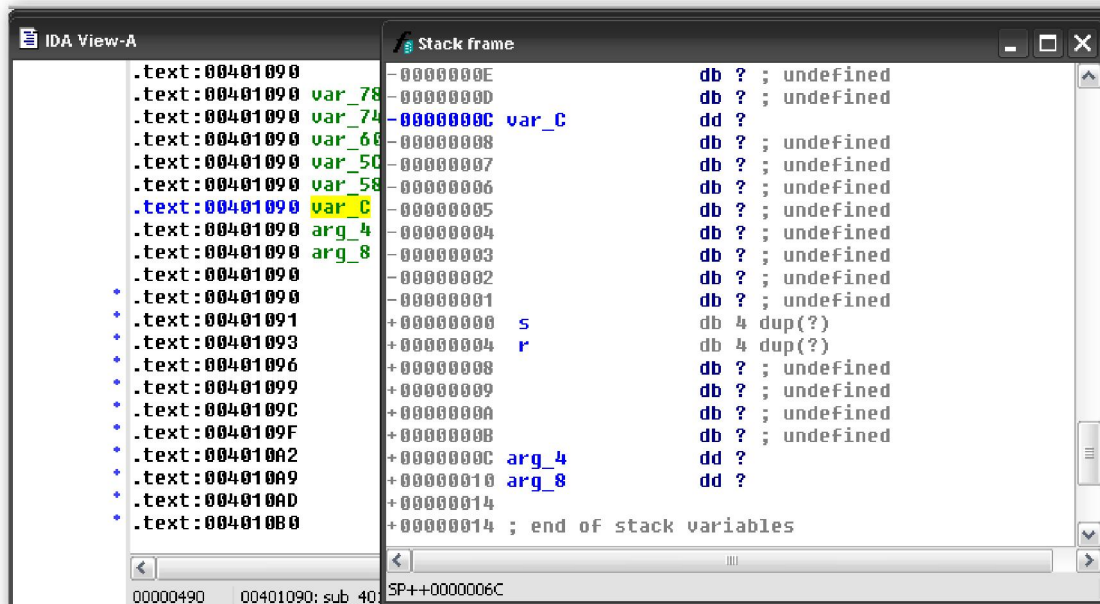 IDA View-A
.text:00401090
.text:00401090 var_78
.text:00401090 var_74
.text:00401090 var_60
.text:00401090 var_5C
.text:00401090 var_58
.text:00401090 var_C
.text:00401090 arg_4
.text:00401090 arg_8
.text:00401090
.text:00401090
.text:00401091
.text:00401093
.text:00401096
.text:00401099
.text:0040109C
.text:0040109F
.text:004010A2
.text:004010A9
.text:004010AD
.text:004010B0
00000490 00401090: sub_401
Stack frame
-0000000E db ? ; undefined
-0000000D db ? ; undefined
-0000000C var_C dd ?
-00000008 db ? ; undefined
-00000007 db ? ; undefined
-00000006 db ? ; undefined
-00000005 db ? ; undefined
-00000004 db ? ; undefined
-00000003 db ? ; undefined
-00000002 db ? ; undefined
-00000001 db ? ; undefined
+00000000 s db 4 dup(?)
+00000004 r db 4 dup(?)
+00000008 db ? ; undefined
+00000009 db ? ; undefined
+0000000A db ? ; undefined
+0000000B db ? ; undefined
+0000000C arg_4 dd ?
+00000010 arg_8 dd ?
+00000014
+00000014 ; end of stack variables
SP++0000006C